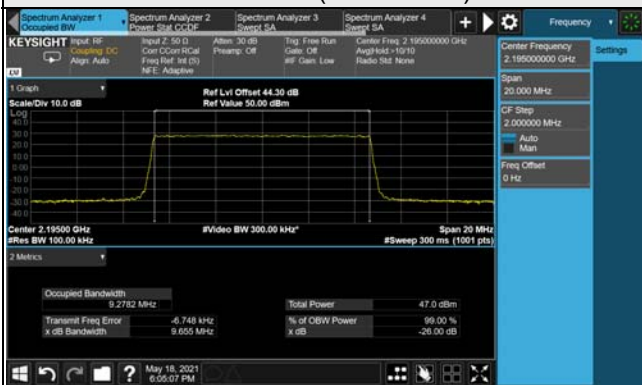 Spectrum Analyzer 1
Occupied BW
Spectrum Analyzer 2
Power Stat CCDF
Spectrum Analyzer 3
Swept SA
Spectrum Analyzer 4
Swept SA
+
Frequency
KEYSIGHT
Input: RF
Coupling: DC
Align: Auto
Input Z: 50 Ω
Corr CCorr RCal
Freq Ref: Int (S)
NFE: Adaptive
Atten: 30 dB
Preamp: Off
Trig: Free Run
Gate: Off
#IF Gain: Low
Center Freq: 2.195000000 GHz
Avg|Hold:>10/10
Radio Std: None
LXI
Center Frequency
2.195000000 GHz
Settings
Span
20.000 MHz
CF Step
2.000000 MHz
Auto
Man
Freq Offset
0 Hz
1 Graph
Scale/Div 10.0 dB
Ref Lvl Offset 44.30 dB
Ref Value 50.00 dBm
Log
40.0
30.0
20.0
10.0
0.00
-10.0
-20.0
-30.0
-40.0
Center 2.19500 GHz
#Res BW 100.00 kHz
#Video BW 300.00 kHz*
Span 20 MHz
#Sweep 300 ms (1001 pts)
2 Metrics
Occupied Bandwidth
9.2782 MHz
Total Power
47.0 dBm
Transmit Freq Error
-6.748 kHz
% of OBW Power
99.00 %
x dB Bandwidth
9.655 MHz
x dB
-26.00 dB
?
May 18, 2021
6:05:07 PM